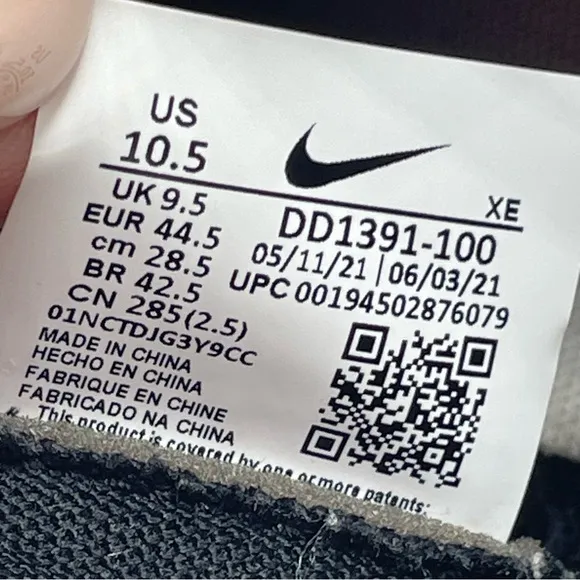 US
10.5
XE
UK 9.5
EUR 44.5
cm 28.5
BR 42.5
CN 285(2.5)
DD1391-100
05/11/21 | 06/03/21
UPC 00194502876079
01NCTDJG3Y9CC
MADE IN CHINA
HECHO EN CHINA
FABRIQUE EN CHINE
FABRICADO NA CHINA
This product is covered by one or more patents: